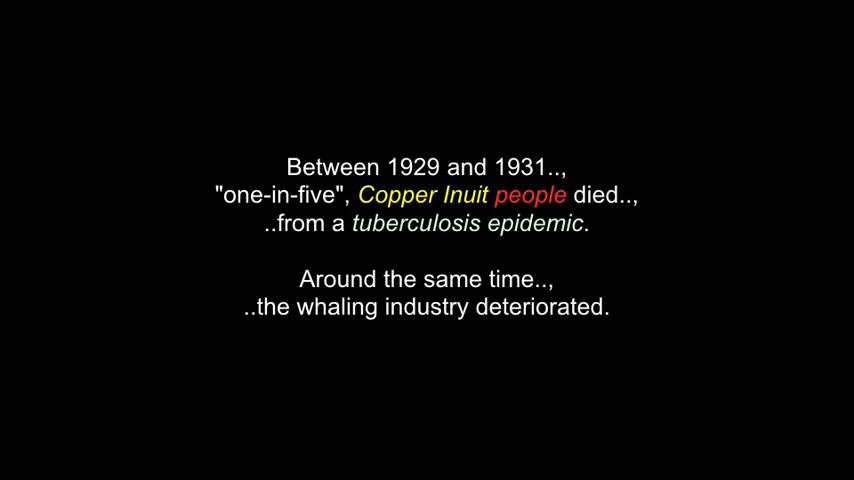 Between 1929 and 1931..,
"one-in-five", Copper Inuit people died..,
..from a tuberculosis epidemic.
Around the same time..,
..the whaling industry deteriorated.